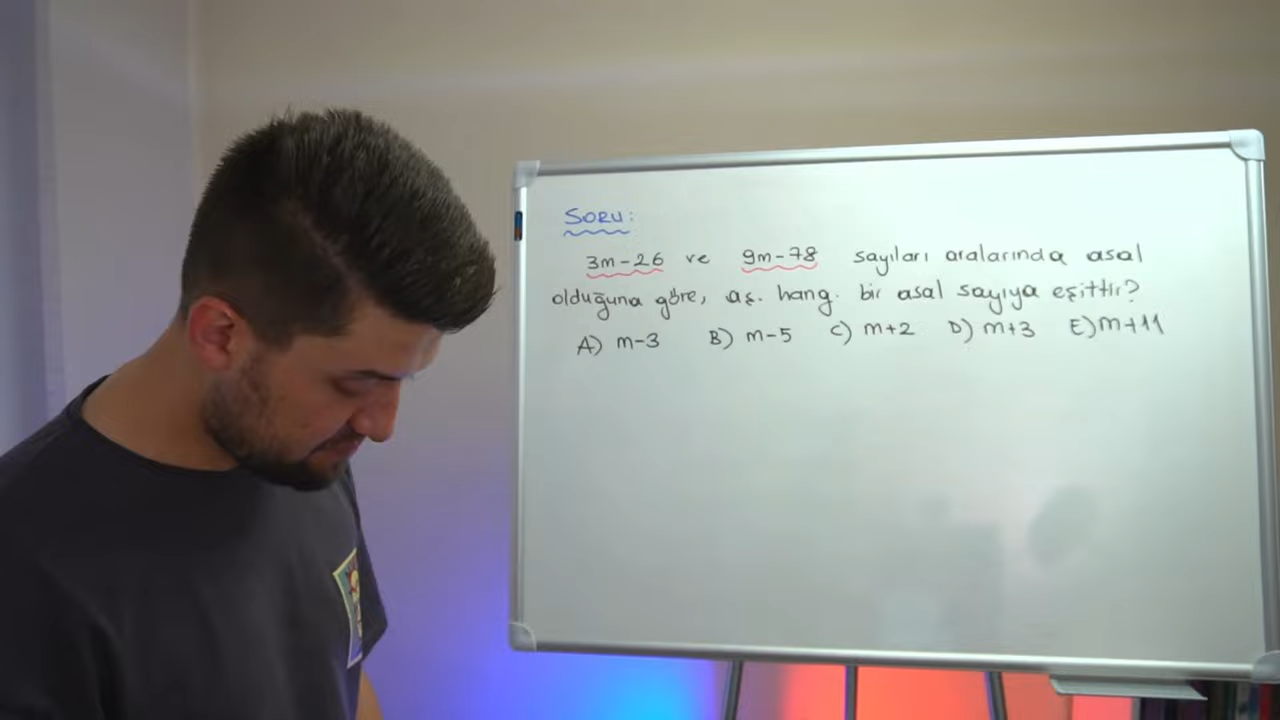 SORU:
3m-26 ve 9m-78 sayıları aralarında asal
olduğuna göre, aş. hang. bir asal sayıya eşittir?
A) m-3 B) m-5 C) m+2 D) m+3 E) m+11